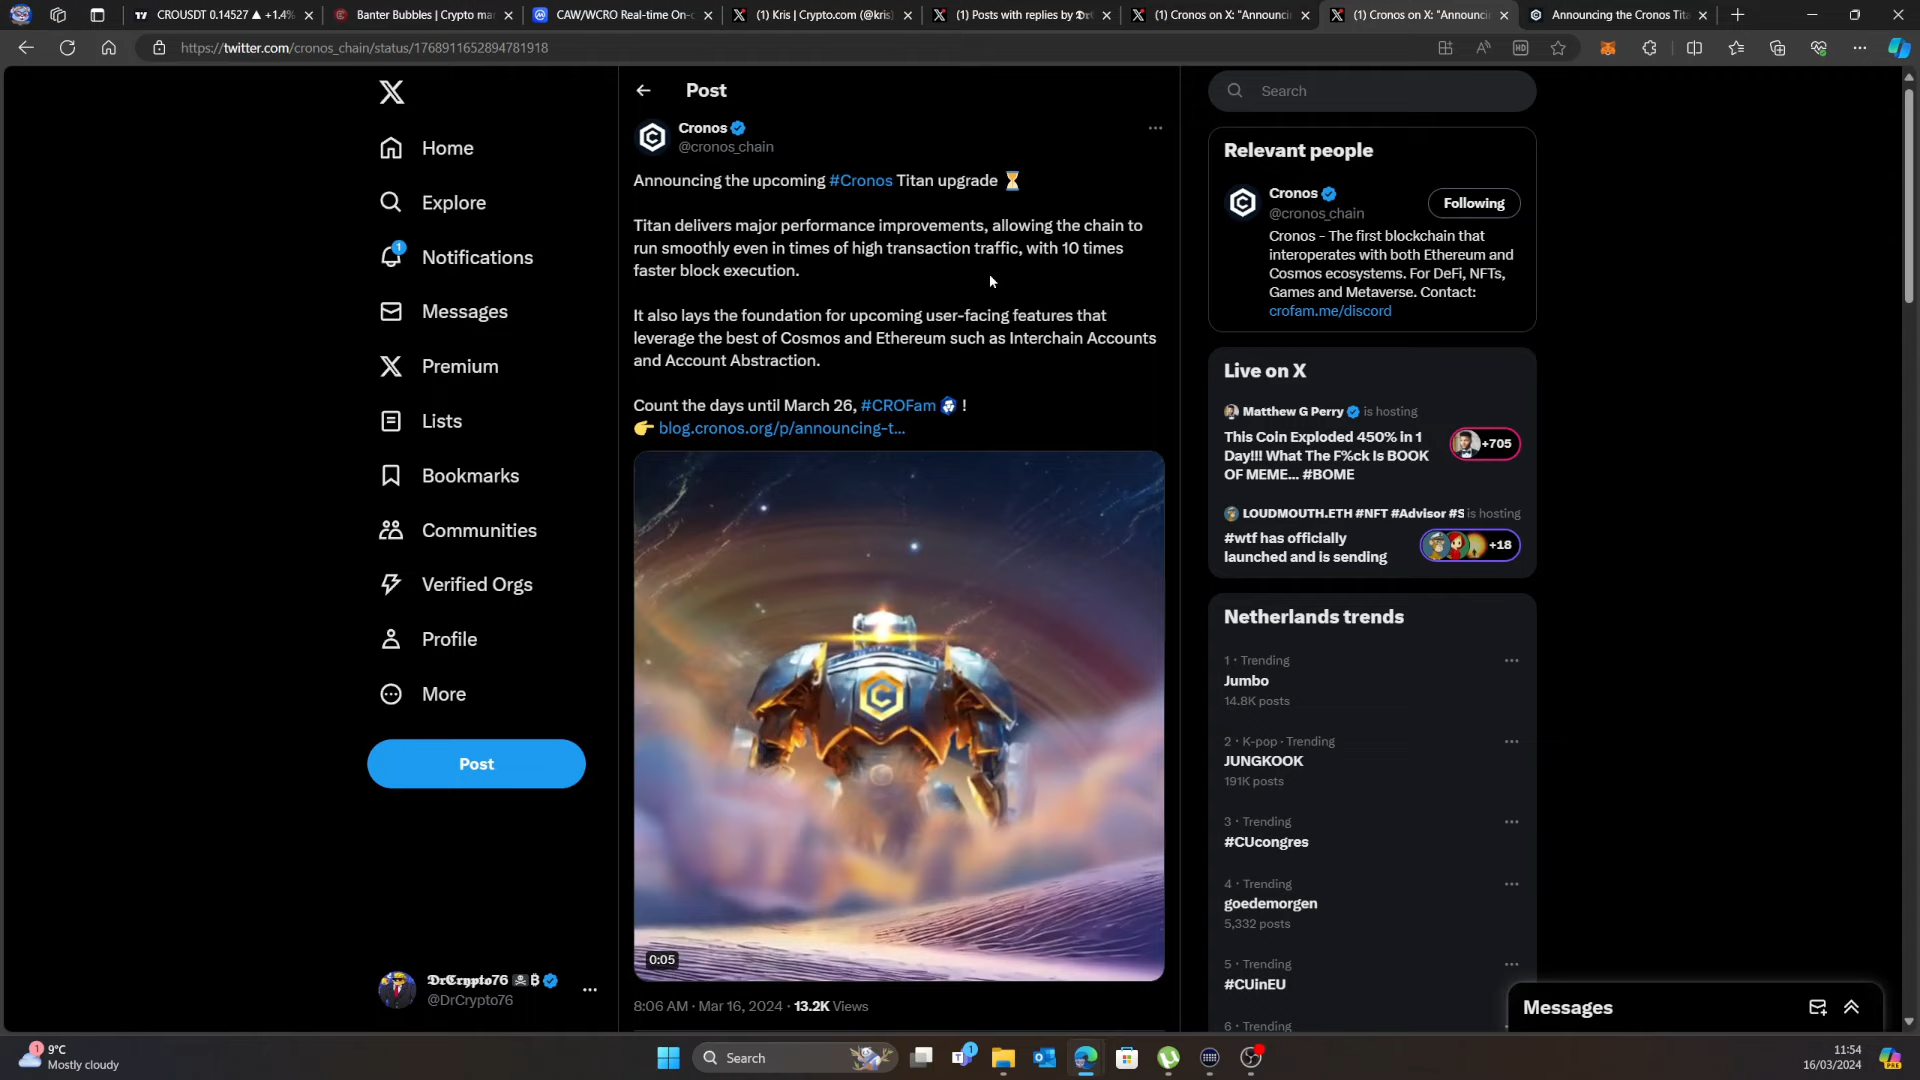 CROUSDT 0.14527 ▲ +1.4%
Banter Bubbles | Crypto mar
CAW/WCRO Real-time On-c
(1) Kris | Crypto.com (@kris)
(1) Posts with replies by 𝕯𝖗C
(1) Cronos on X: "Announcin
(1) Cronos on X: "Announcin
Announcing the Cronos Tita
https://twitter.com/cronos_chain/status/1768911652894781918
Home
Explore
1
Notifications
Messages
Premium
Lists
Bookmarks
Communities
Verified Orgs
Profile
More
Post
𝕯𝖗𝕮𝖗𝖞𝖕𝖙𝖔76 ☠️₿
@DrCrypto76
Post
Cronos
@cronos_chain
Announcing the upcoming #Cronos Titan upgrade ⏳
Titan delivers major performance improvements, allowing the chain to
run smoothly even in times of high transaction traffic, with 10 times
faster block execution.
It also lays the foundation for upcoming user-facing features that
leverage the best of Cosmos and Ethereum such as Interchain Accounts
and Account Abstraction.
Count the days until March 26, #CROFam !
👉 blog.cronos.org/p/announcing-t...
0:05
8:06 AM · Mar 16, 2024 · 13.2K Views
Search
Relevant people
Cronos
@cronos_chain
Following
Cronos - The first blockchain that
interoperates with both Ethereum and
Cosmos ecosystems. For DeFi, NFTs,
Games and Metaverse. Contact:
crofam.me/discord
Live on X
Matthew G Perry is hosting
This Coin Exploded 450% in 1
Day!!! What The F%ck Is BOOK
OF MEME... #BOME
+705
LOUDMOUTH.ETH #NFT #Advisor #S is hosting
#wtf has officially
launched and is sending
+18
Netherlands trends
1 · Trending
Jumbo
14.8K posts
2 · K-pop · Trending
JUNGKOOK
191K posts
3 · Trending
#CUcongres
4 · Trending
goedemorgen
5,332 posts
5 · Trending
#CUinEU
6 · Trending
Messages
1
9°C
Mostly cloudy
Search
1
11:54
16/03/2024